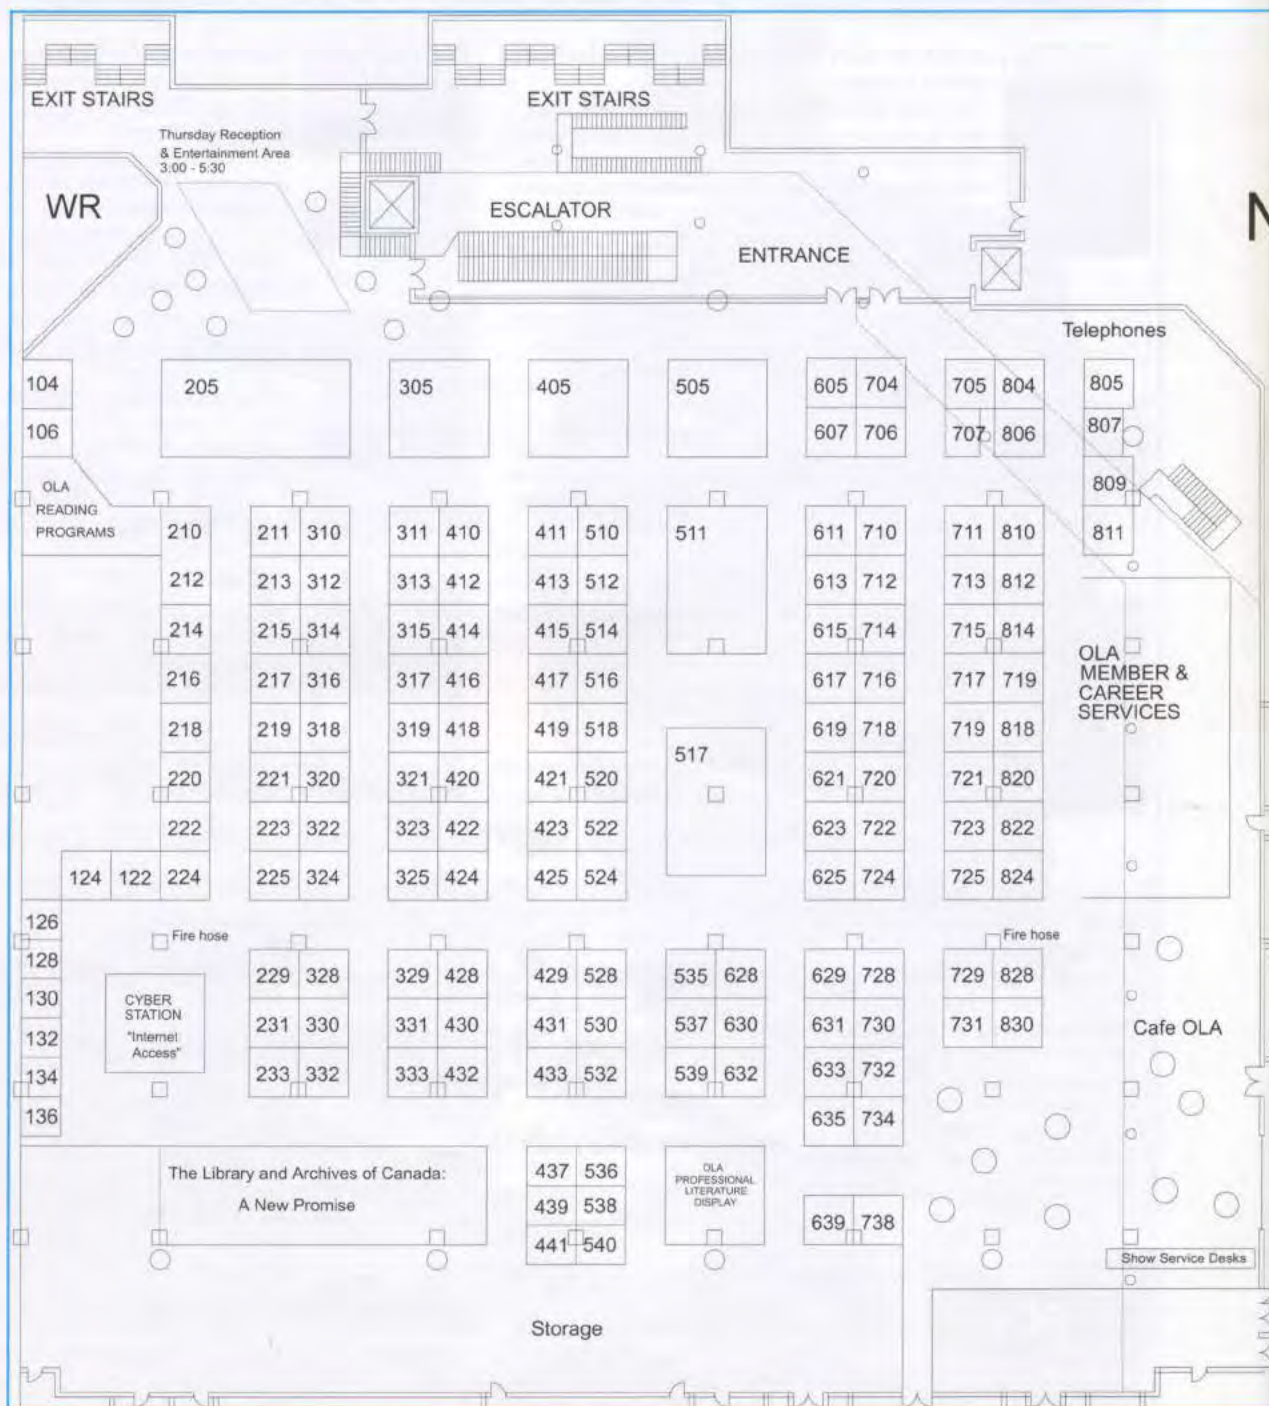 EXIT STAIRS
EXIT STAIRS
Thursday Reception
& Entertainment Area
3:00 - 5:30
WR
ESCALATOR
N
ENTRANCE
Telephones
104 205 305 405 505 605 704 705 804 805
106 607 706 707 806 807
OLA
READING
PROGRAMS
809
210 211 310 311 410 411 510 511 611 710 711 810 811
212 213 312 313 412 413 512 613 712 713 812
214 215 314 315 414 415 514 615 714 715 814
216 217 316 317 416 417 516 617 716 717 719
OLA
MEMBER &
CAREER
SERVICES
218 219 318 319 418 419 518 517 619 718 719 818
220 221 320 321 420 421 520 621 720 721 820
222 223 322 323 422 423 522 623 722 723 822
124 122 224 225 324 325 424 425 524 625 724 725 824
126
Fire hose
Fire hose
128 229 328 329 428 429 528 535 628 629 728 729 828
130
CYBER
STATION
"Internet
Access"
132 231 330 331 430 431 530 537 630 631 730 731 830
Cafe OLA
134 233 332 333 432 433 532 539 632 633 732
136 635 734
The Library and Archives of Canada:
A New Promise
437 536
439 538
441 540
OLA
PROFESSIONAL
LITERATURE
DISPLAY
639 738
Show Service Desks
Storage